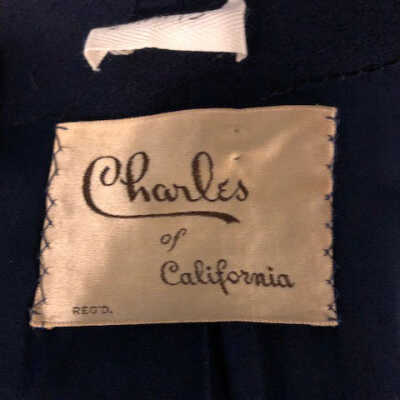 Charles
of
California
REG'D.